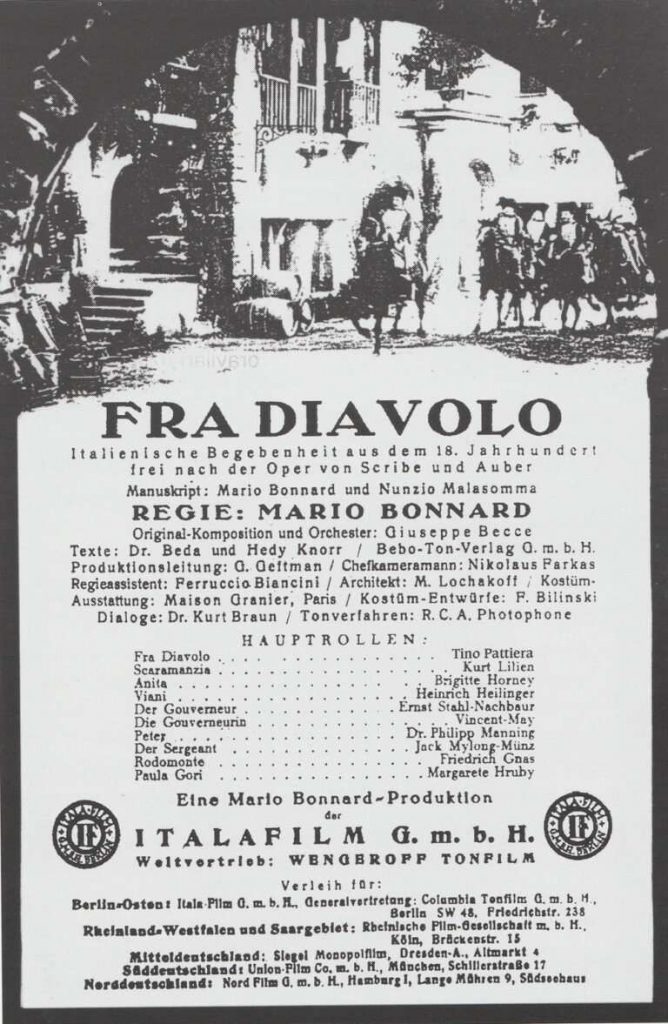 FRA DIAVOLO
Italienische Begebenheit aus dem 18. Jahrhundert
frei nach der Oper von Scribe und Auber
Manuskript: Mario Bonnard und Nunzio Malasomma
REGIE: MARIO BONNARD
Original-Komposition und Orchester: Giuseppe Becce
Texte: Dr. Beda und Hedy Knorr / Bebo-Ton-Verlag G. m. b. H.
Produktionsleitung: G. Geftman / Chefkameramann: Nikolaus Farkas
Regieassistent: Ferruccio Biancini / Architekt: M. Lochakoff / Kostüm-
Ausstattung: Maison Granier, Paris / Kostüm-Entwürfe: F. Bilinski
Dialoge: Dr. Kurt Braun / Tonverfahren: R. C. A. Photophone
HAUPTROLLEN:
Fra Diavolo . . . . . . . . . . . . . . . . Tino Pattiera
Scaramanzia . . . . . . . . . . . . . . . . Kurt Lilien
Anita . . . . . . . . . . . . . . . . Brigitte Horney
Viani . . . . . . . . . . . . . . . . Heinrich Heilinger
Der Gouverneur . . . . . . . . . . . . Ernst Stahl-Nachbaur
Die Gouverneurin . . . . . . . . . . . . Vincent-May
Peter . . . . . . . . . . . . . . . . Dr. Philipp Manning
Der Sergeant . . . . . . . . . . . . Jack Mylong-Münz
Rodomonte . . . . . . . . . . . . . . Friedrich Gnas
Paula Gori . . . . . . . . . . . . . . Margarete Hruby
Eine Mario Bonnard-Produktion
der
ITALAFILM G. m. b. H.
Weltvertrieb: WENGEROFF TONFILM
Verleih für:
Berlin-Osten: Itala-Film G. m. b. H., Generalvertretung: Columbia Tonfilm G. m. b. H.,
Berlin SW 48, Friedrichstr. 238
Rheinland-Westfalen und Saargebiet: Rheinische Film-Gesellschaft m. b. H.,
Köln, Brückenstr. 15
Mitteldeutschland: Siegel Monopolfilm, Dresden-A., Altmarkt 4
Süddeutschland: Union-Film Co. m. b. H., München, Schillerstraße 17
Norddeutschland: Nord Film G. m. b. H., Hamburg I, Lange Mühren 9, Südseehaus
ITALA-FILM
G.M.B.H. BERLIN
IF
ITALA-FILM
G.M.B.H. BERLIN
IF